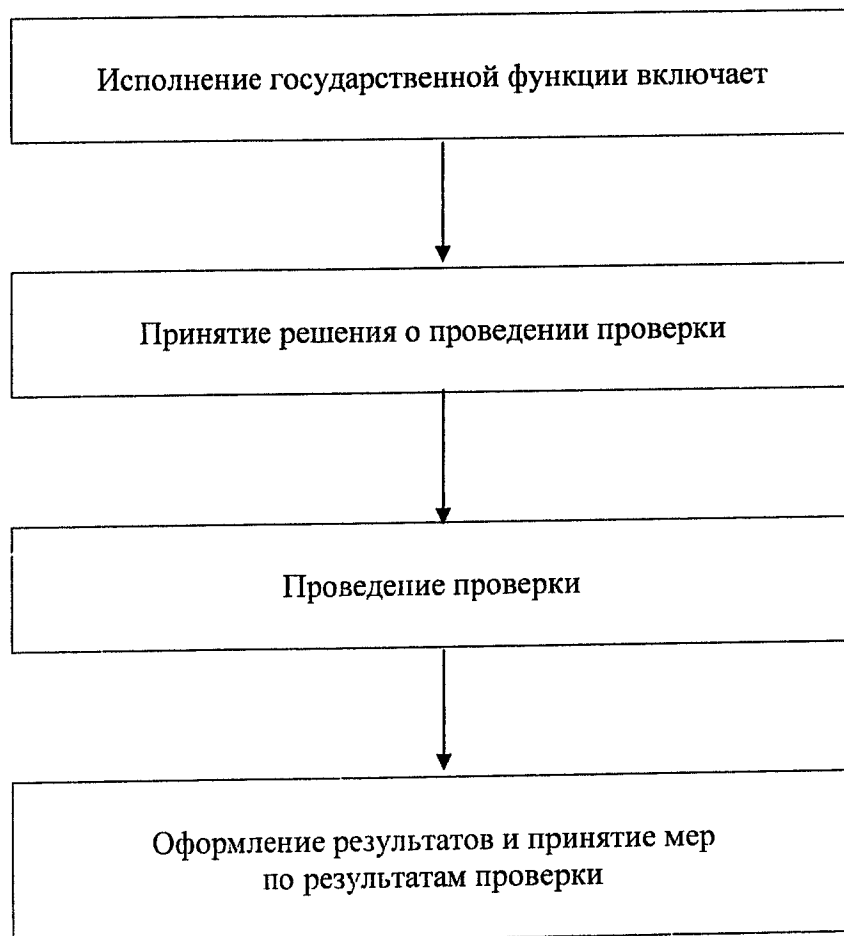 Исполнение государственной функции включает
Принятие решения о проведении проверки
Проведение проверки
Оформление результатов и принятие мер
по результатам проверки